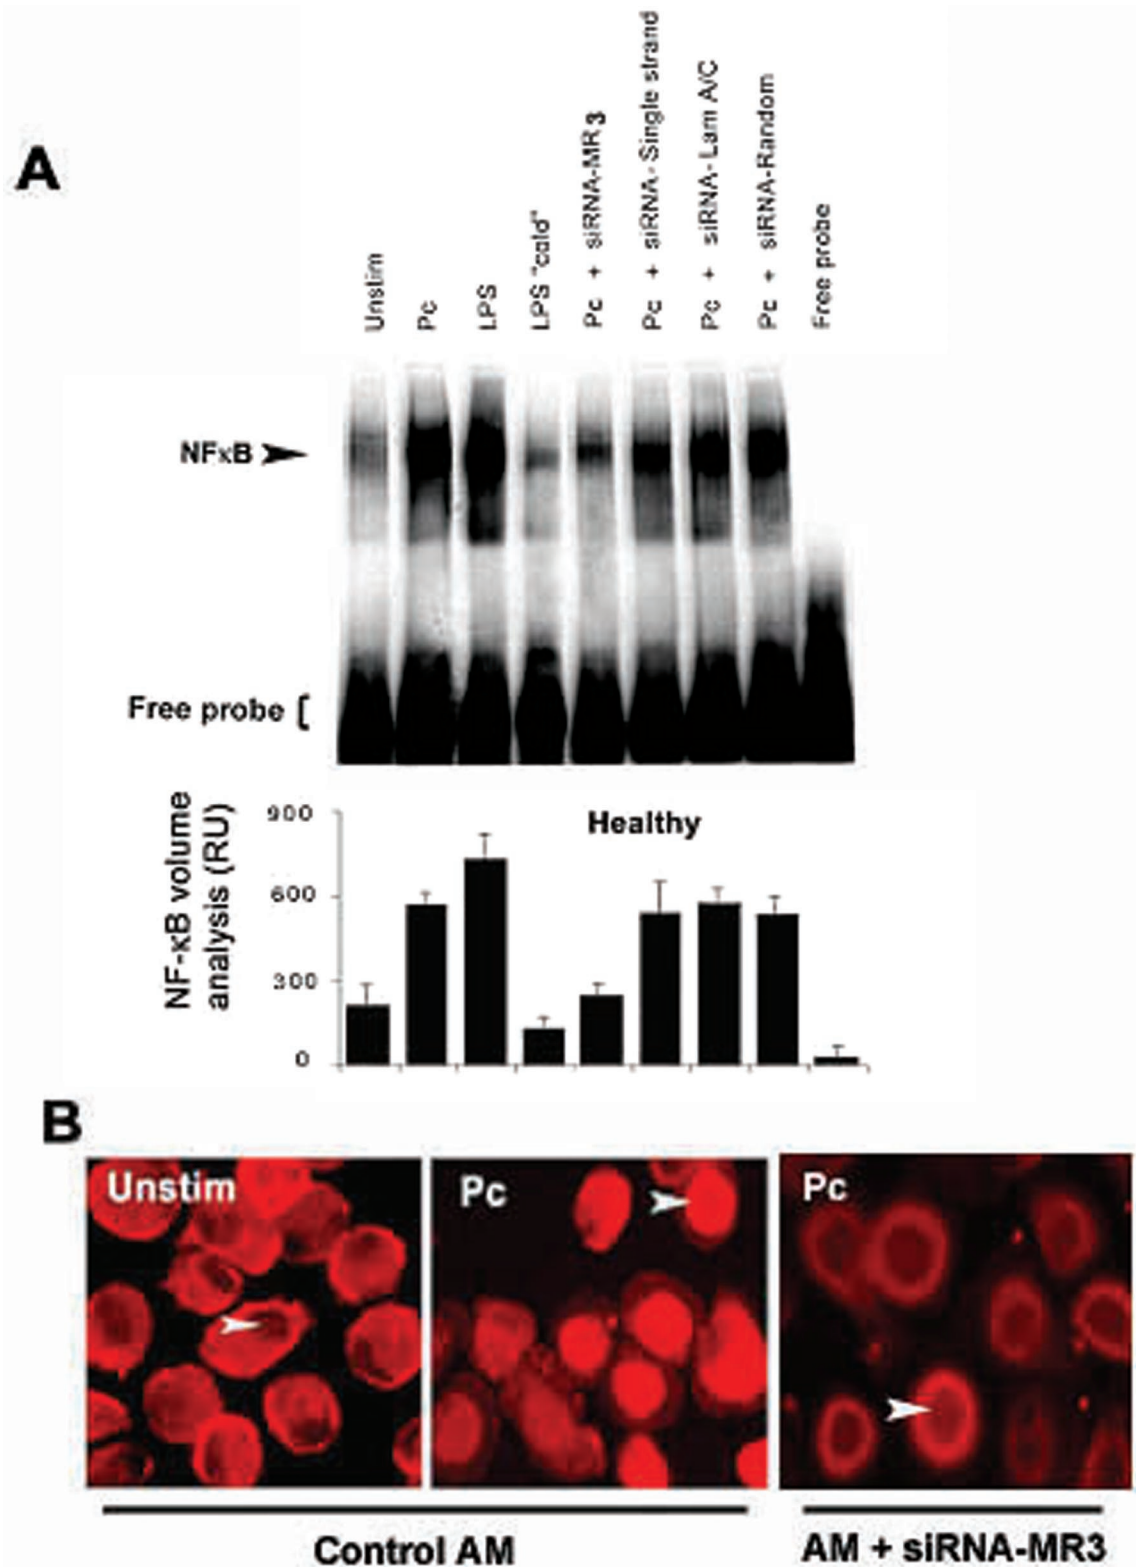 A
Unstim
Pc
LPS
LPS "cold"
Pc + siRNA-MR3
Pc + siRNA-Single strand
Pc + siRNA-Lam A/C
Pc + siRNA-Random
Free probe
NFκB
Free probe [
NF-κB volume
analysis (RU)
900
600
300
0
Healthy
B
Unstim
Pc
Pc
Control AM
AM + siRNA-MR3